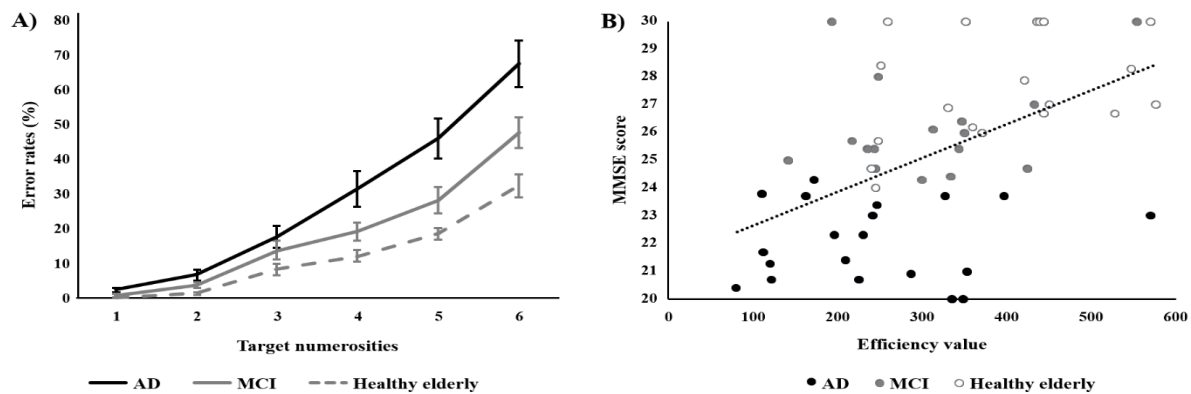 A)
80
70
60
50
40
30
20
10
0
Error rates (%)
1 2 3 4 5 6
Target numerosities
AD MCI Healthy elderly
B)
30
29
28
27
26
25
24
23
22
21
20
MMSE score
0 100 200 300 400 500 600
Efficiency value
AD MCI Healthy elderly